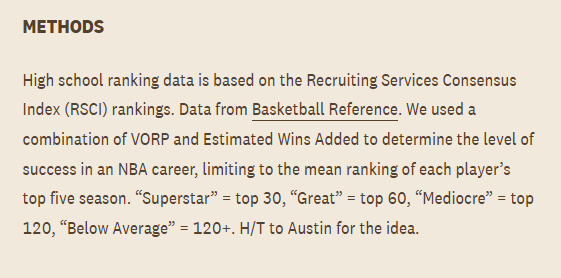 METHODS
High school ranking data is based on the Recruiting Services Consensus
Index (RSCI) rankings. Data from Basketball Reference. We used a
combination of VORP and Estimated Wins Added to determine the level of
success in an NBA career, limiting to the mean ranking of each player’s
top five season. “Superstar” = top 30, “Great” = top 60, “Mediocre” = top
120, “Below Average” = 120+. H/T to Austin for the idea.